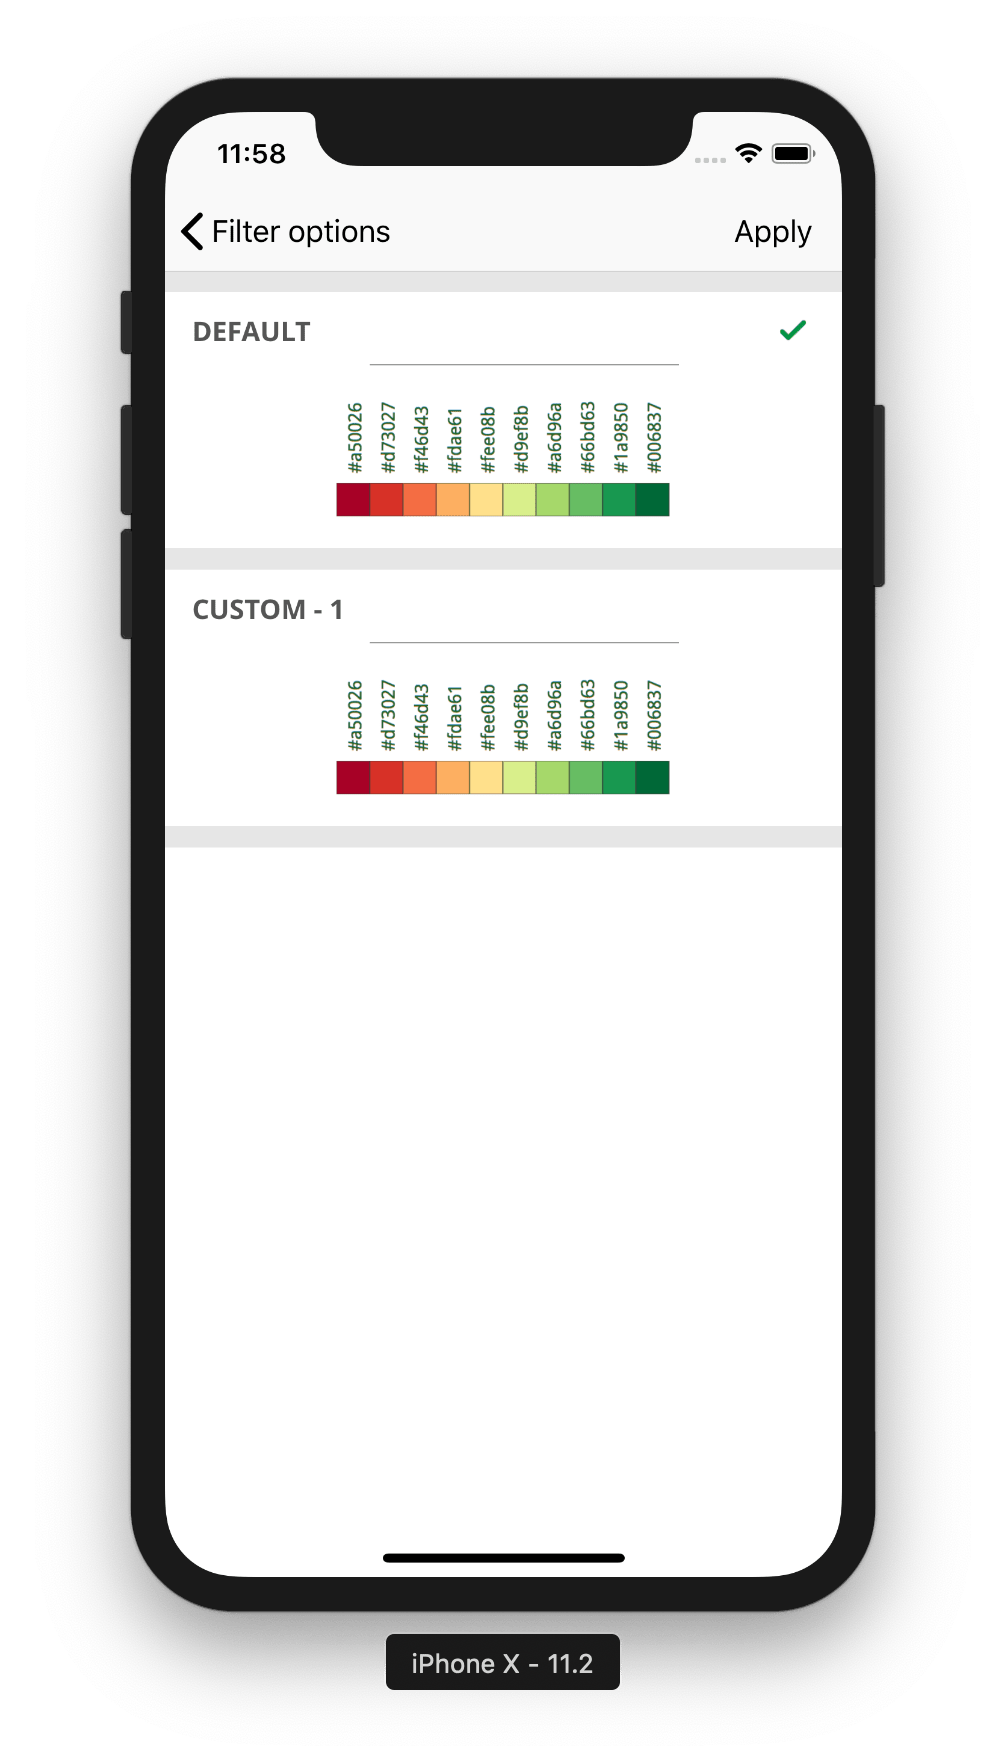 11:58
Filter options
Apply
DEFAULT
#a50026
#d73027
#f46d43
#fdae61
#fee08b
#d9ef8b
#a6d96a
#66bd63
#1a9850
#006837
CUSTOM - 1
#a50026
#d73027
#f46d43
#fdae61
#fee08b
#d9ef8b
#a6d96a
#66bd63
#1a9850
#006837
iPhone X - 11.2